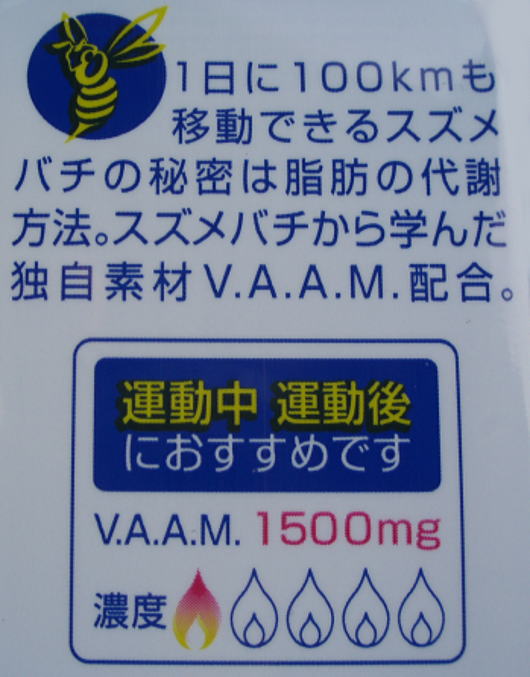 1日に100kmも
移動できるスズメ
バチの秘密は脂肪の代謝
方法。スズメバチから学んだ
独自素材V.A.A.M.配合。
運動中 運動後
におすすめです
V.A.A.M. 1500mg
濃度